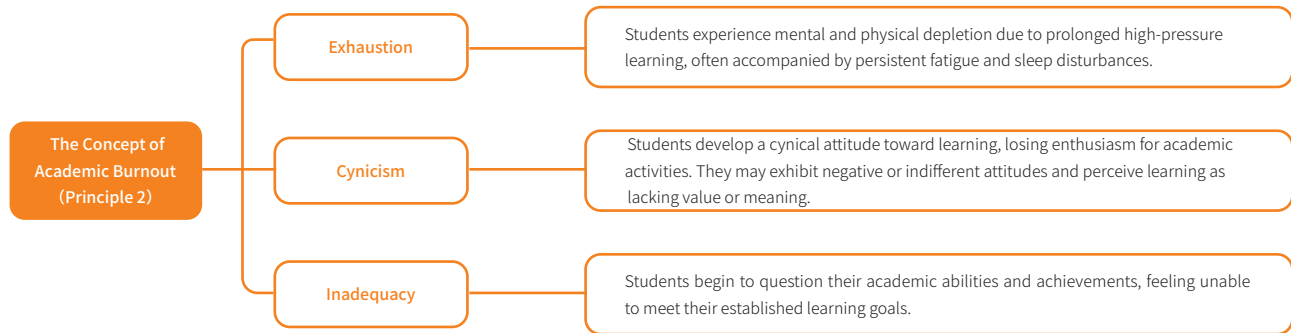 The Concept of
Academic Burnout
（Principle 2）
Exhaustion
Students experience mental and physical depletion due to prolonged high-pressure
learning, often accompanied by persistent fatigue and sleep disturbances.
Cynicism
Students develop a cynical attitude toward learning, losing enthusiasm for academic
activities. They may exhibit negative or indifferent attitudes and perceive learning as
lacking value or meaning.
Inadequacy
Students begin to question their academic abilities and achievements, feeling unable
to meet their established learning goals.